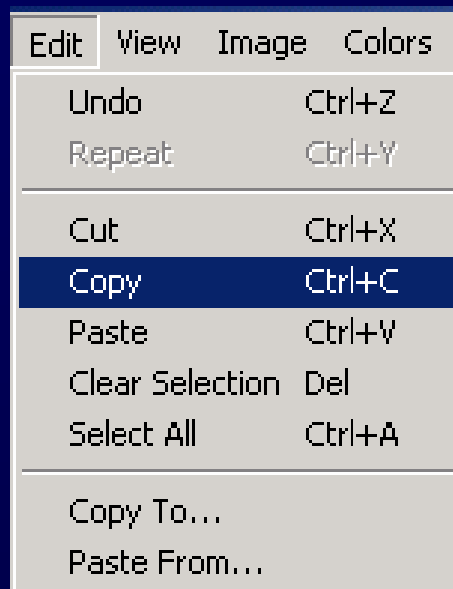 Edit View Image Colors
Undo Ctrl+Z
Repeat Ctrl+Y
Cut Ctrl+X
Copy Ctrl+C
Paste Ctrl+V
Clear Selection Del
Select All Ctrl+A
Copy To...
Paste From...